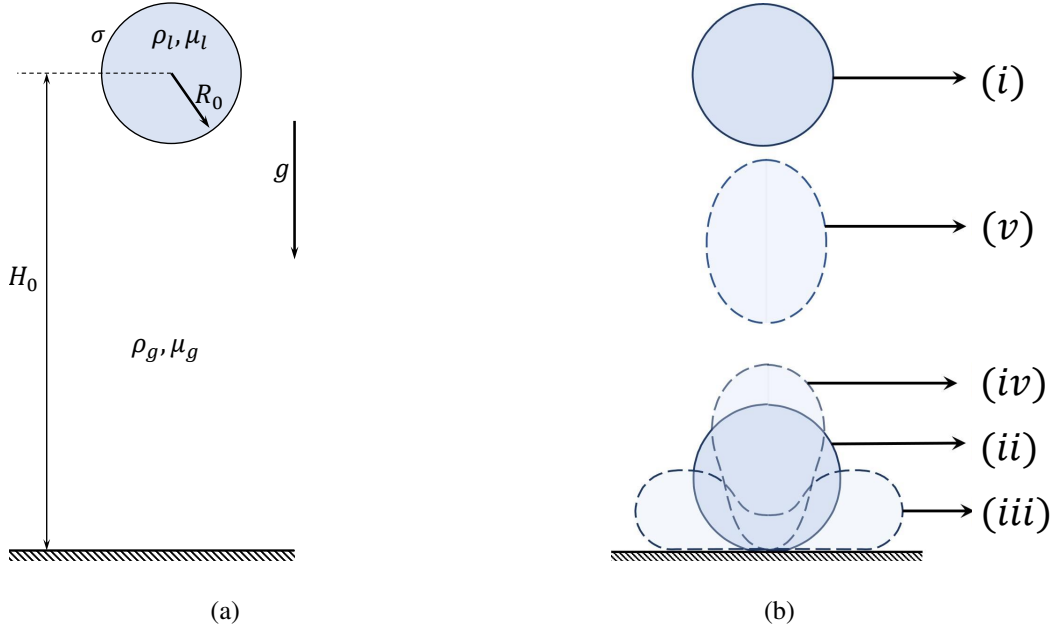 σ
ρ_l, μ_l
R_0
g
H_0
ρ_g, μ_g
(a)
(i)
(v)
(iv)
(ii)
(iii)
(b)